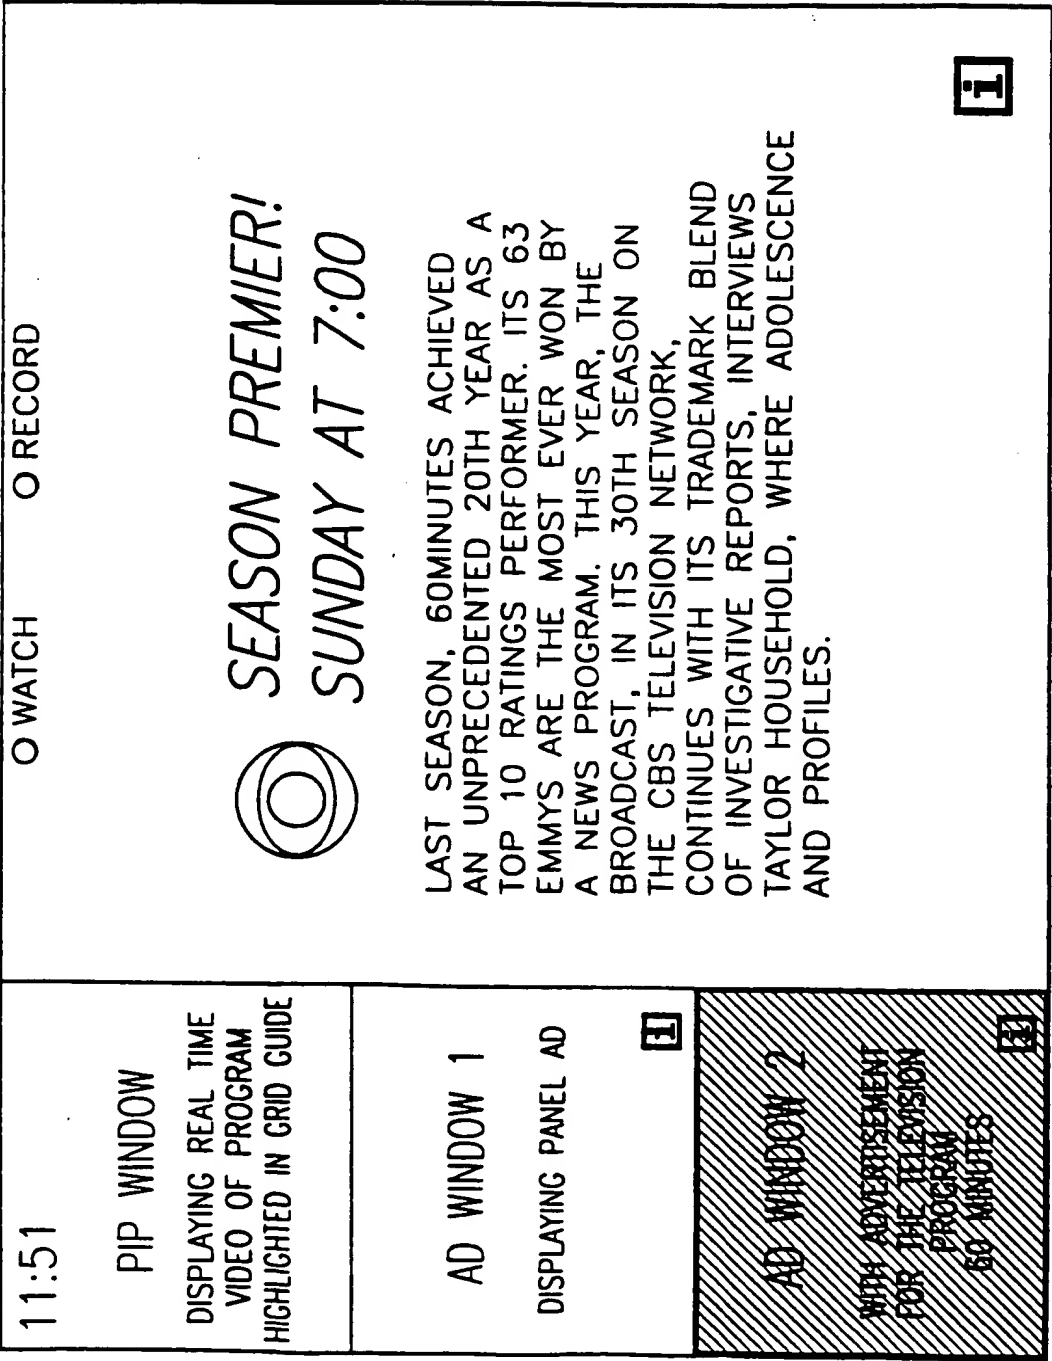 11:51
PIP WINDOW
DISPLAYING REAL TIME
VIDEO OF PROGRAM
HIGHLIGHTED IN GRID GUIDE
AD WINDOW 1
DISPLAYING PANEL AD
i
AD WINDOW 2
WITH ADVERTISEMENT
FOR THE TELEVISION
PROGRAM
60 MINUTES
i
O WATCH O RECORD
SEASON PREMIER!
SUNDAY AT 7:00
LAST SEASON, 60MINUTES ACHIEVED
AN UNPRECEDENTED 20TH YEAR AS A
TOP 10 RATINGS PERFORMER. ITS 63
EMMYS ARE THE MOST EVER WON BY
A NEWS PROGRAM. THIS YEAR, THE
BROADCAST, IN ITS 30TH SEASON ON
THE CBS TELEVISION NETWORK,
CONTINUES WITH ITS TRADEMARK BLEND
OF INVESTIGATIVE REPORTS, INTERVIEWS
TAYLOR HOUSEHOLD, WHERE ADOLESCENCE
AND PROFILES.
i